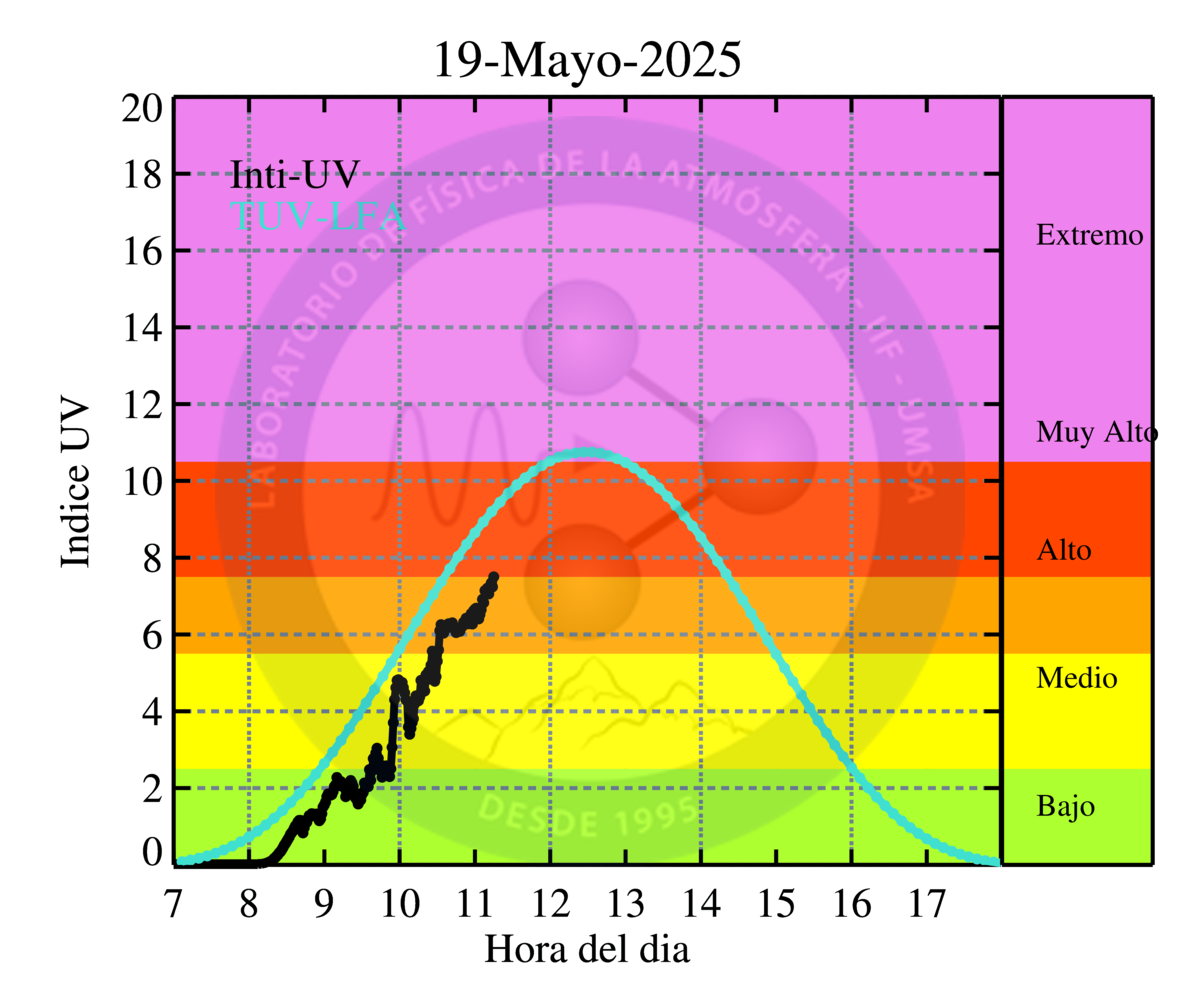 19-Mayo-2025
20
18
16
14
12
10
8
6
4
2
0
Indice UV
Inti-UV
TUV-LFA
LABORATORIO DE FÍSICA DE LA ATMÓSFERA - IIF - UMSA
DESDE 1995
Extremo
Muy Alto
Alto
Medio
Bajo
7 8 9 10 11 12 13 14 15 16 17
Hora del dia